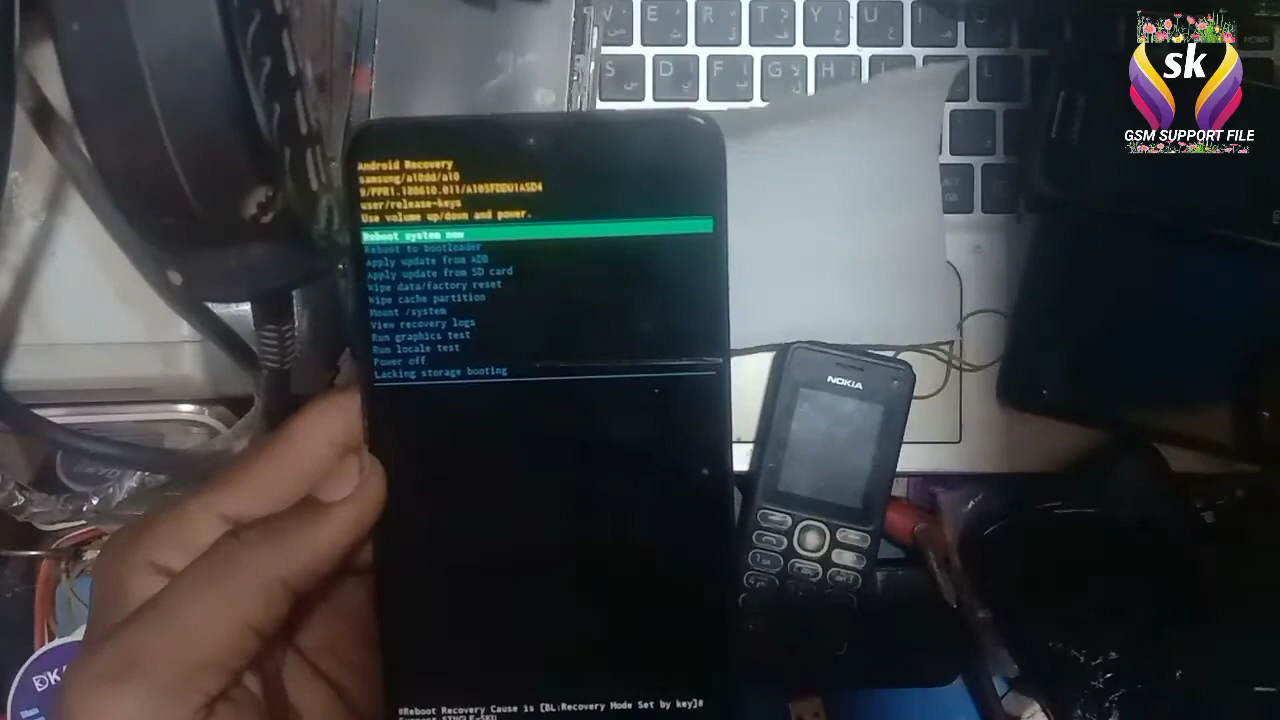 V E R T Y U
S D F G H L
sk
GSM SUPPORT FILE
Android Recovery
samsung/a10dd/a10
9/PPR1.180610.011/A105FDDU1ASD4
user/release-keys
Use volume up/down and power.
Reboot system now
Reboot to bootloader
Apply update from ADB
Apply update from SD card
Wipe data/factory reset
Wipe cache partition
Mount /system
View recovery logs
Run graphics test
Run locale test
Power off
Lacking storage booting
NOKIA
#Reboot Recovery Cause is [BL:Recovery Mode Set by key]#
Support SINGLE-SKU